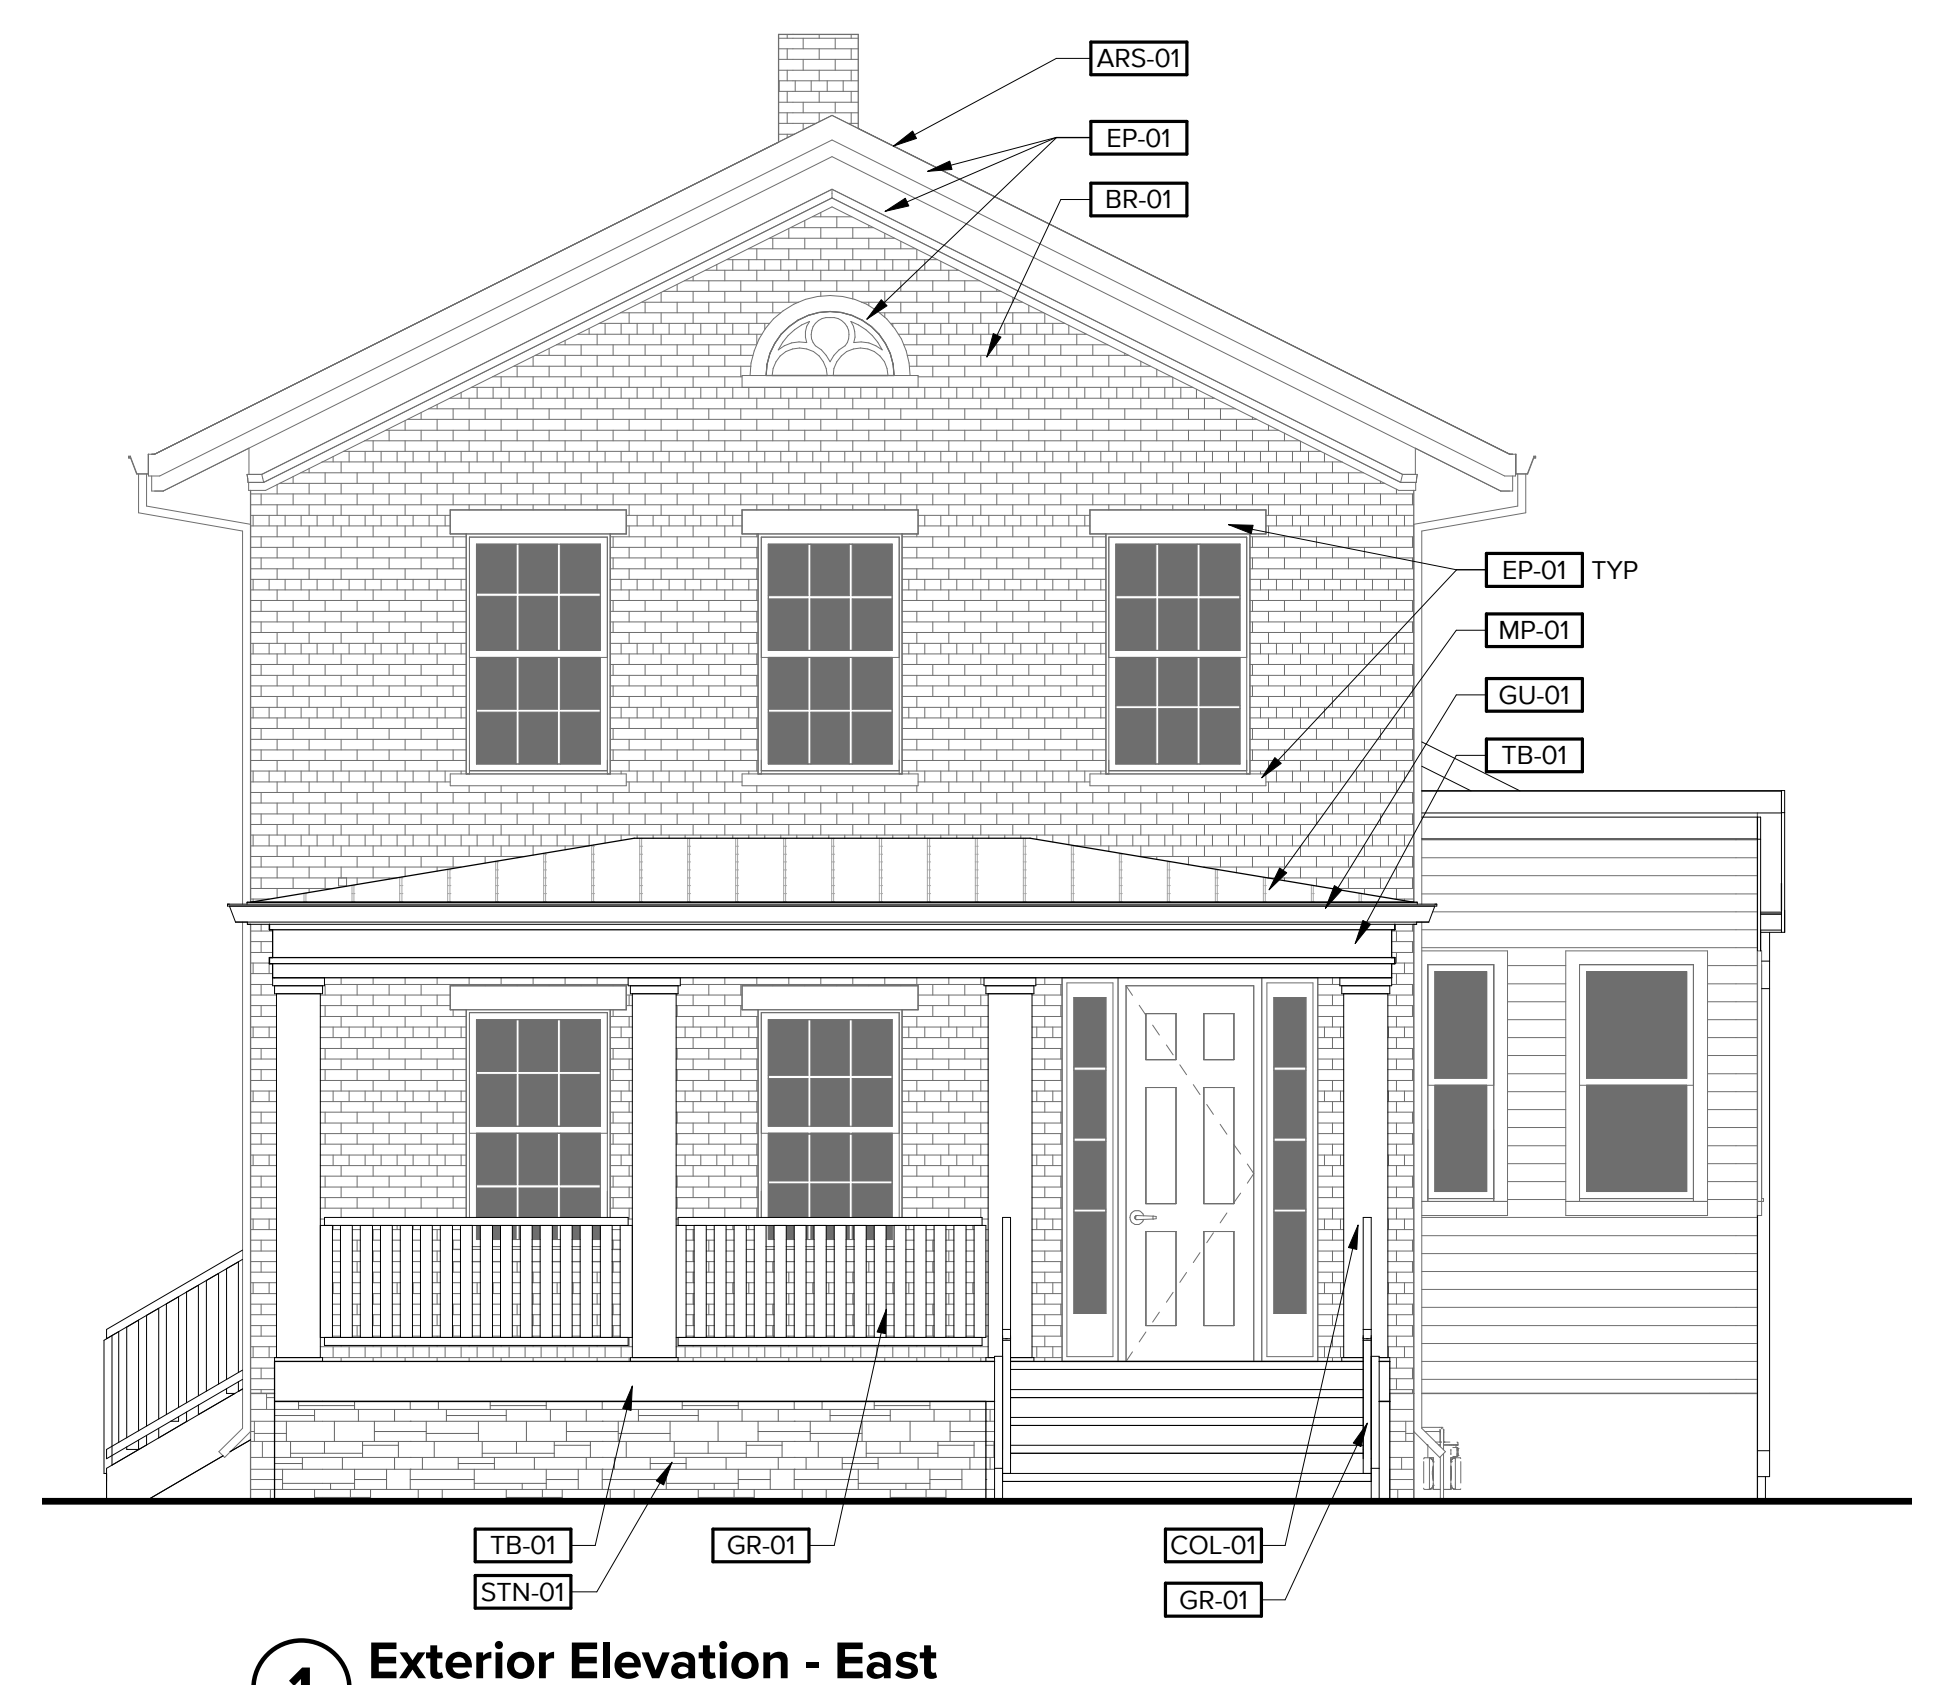 ARS-01
EP-01
BR-01
EP-01 TYP
MP-01
GU-01
TB-01
TB-01
GR-01
COL-01
STN-01
GR-01
1
Exterior Elevation - East